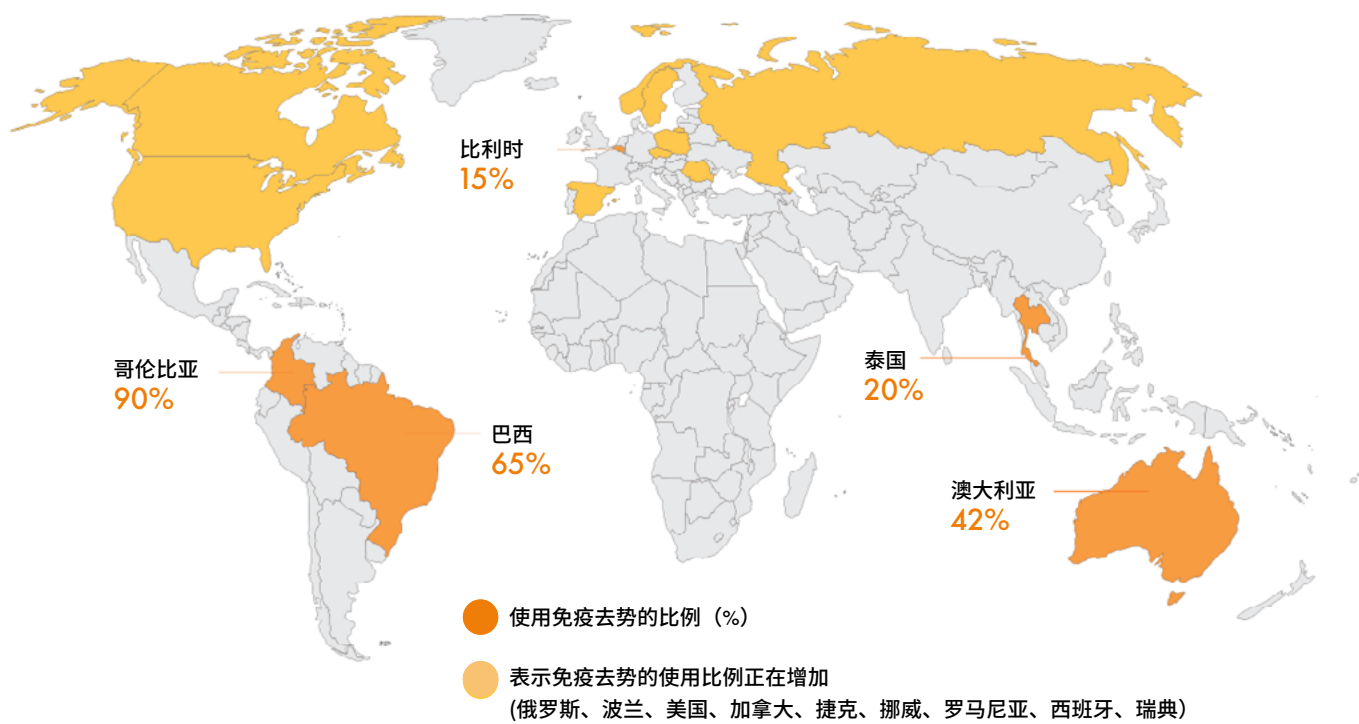 比利时
15%
哥伦比亚
90%
巴西
65%
泰国
20%
澳大利亚
42%
使用免疫去势的比例（%）
表示免疫去势的使用比例正在增加
(俄罗斯、波兰、美国、加拿大、捷克、挪威、罗马尼亚、西班牙、瑞典）